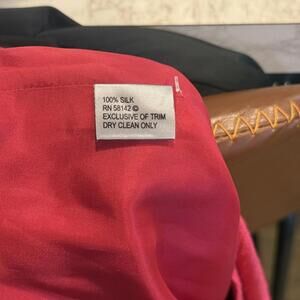 100% SILK
RN 58142 ©
EXCLUSIVE OF TRIM
DRY CLEAN ONLY